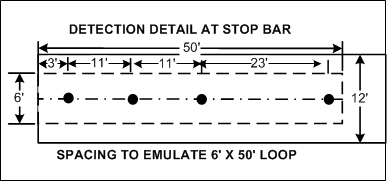 DETECTION DETAIL AT STOP BAR
50'
3' 11' 11' 23'
6' 12'
SPACING TO EMULATE 6' X 50' LOOP